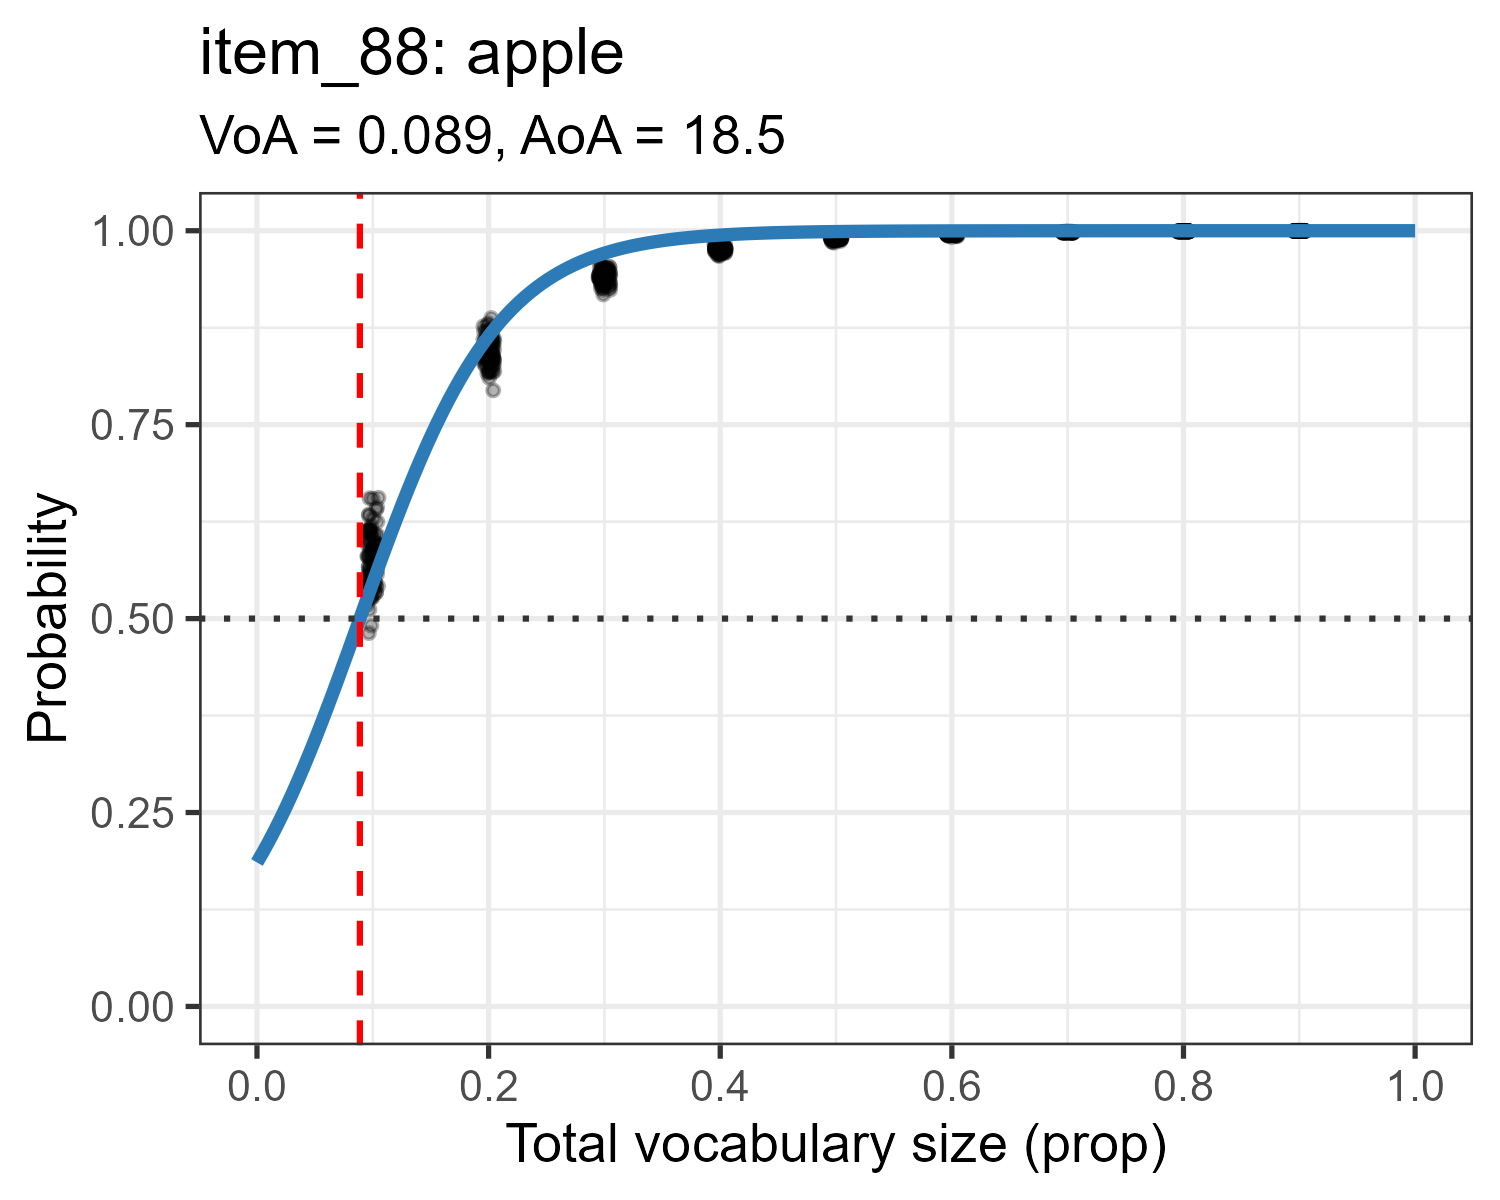 item_88: apple
VoA = 0.089, AoA = 18.5
1.00
0.75
0.50
0.25
0.00
Probability
0.0 0.2 0.4 0.6 0.8 1.0
Total vocabulary size (prop)